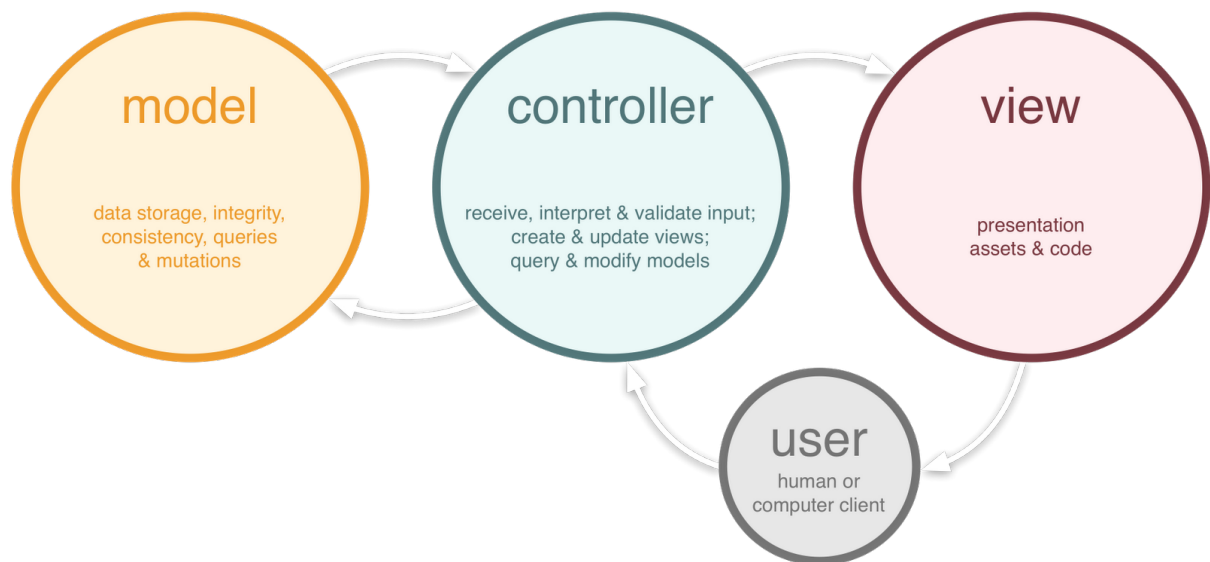 model
data storage, integrity,
consistency, queries
& mutations
controller
receive, interpret & validate input;
create & update views;
query & modify models
view
presentation
assets & code
user
human or
computer client